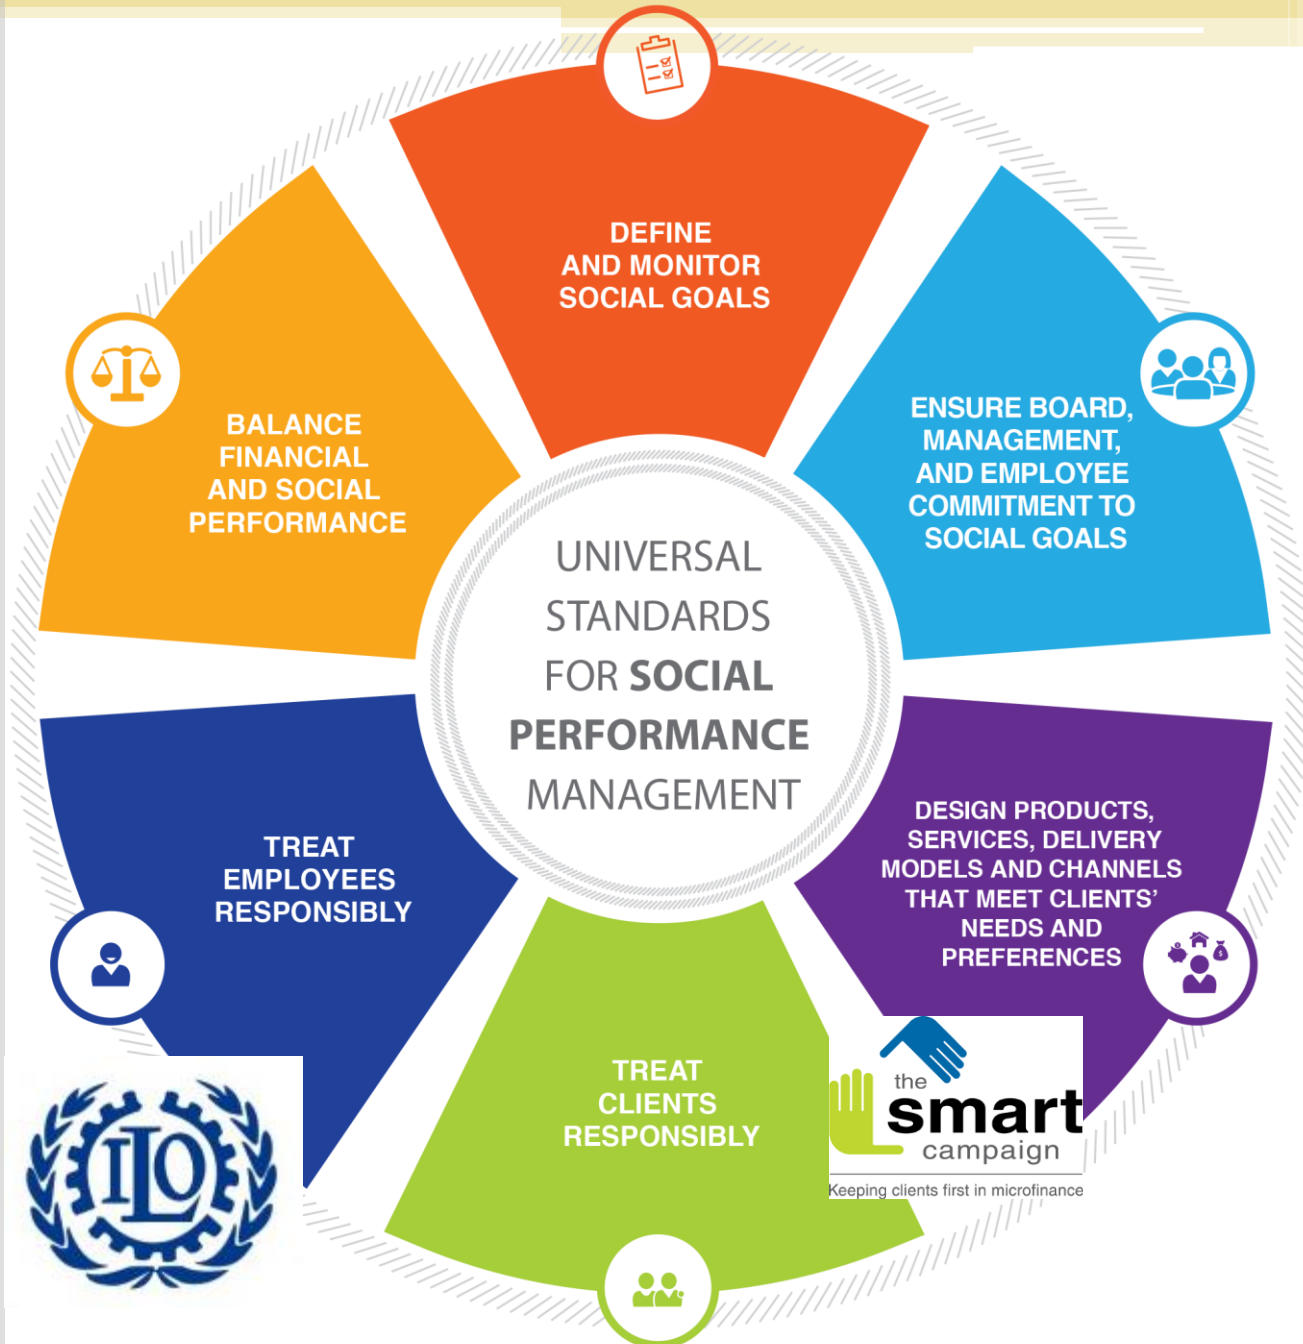 DEFINE
AND MONITOR
SOCIAL GOALS
ENSURE BOARD,
MANAGEMENT,
AND EMPLOYEE
COMMITMENT TO
SOCIAL GOALS
DESIGN PRODUCTS,
SERVICES, DELIVERY
MODELS AND CHANNELS
THAT MEET CLIENTS’
NEEDS AND
PREFERENCES
TREAT
CLIENTS
RESPONSIBLY
TREAT
EMPLOYEES
RESPONSIBLY
BALANCE
FINANCIAL
AND SOCIAL
PERFORMANCE
UNIVERSAL
STANDARDS
FOR SOCIAL
PERFORMANCE
MANAGEMENT
the
smart
campaign
Keeping clients first in microfinance
ILO
$